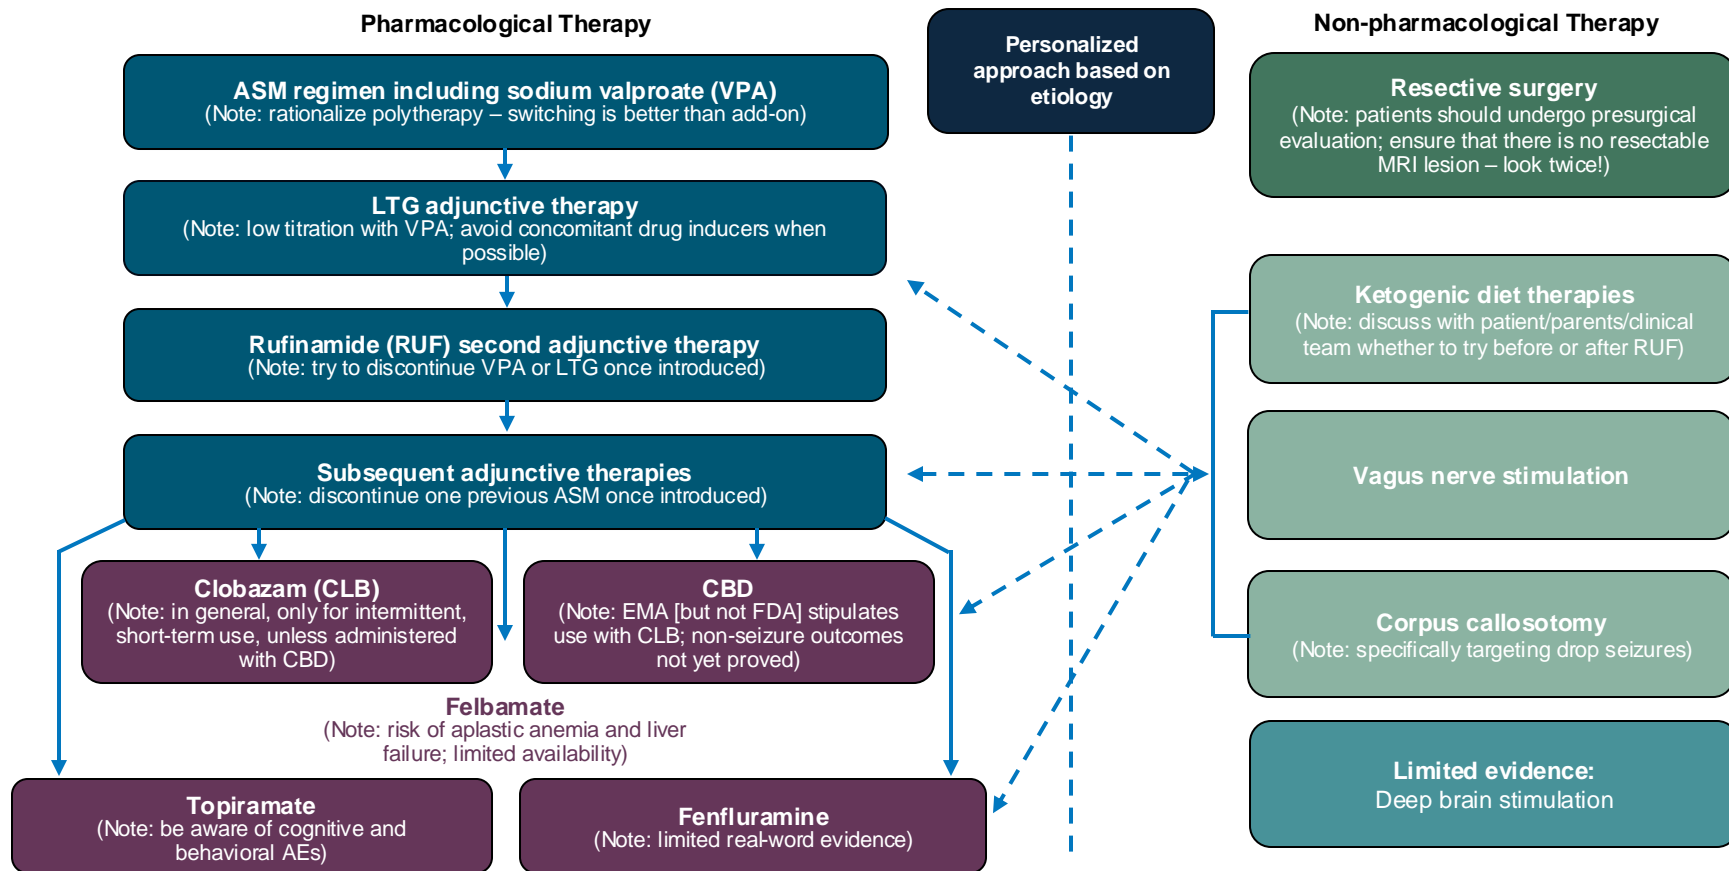 Pharmacological Therapy
ASM regimen including sodium valproate (VPA)
(Note: rationalize polytherapy – switching is better than add-on)
LTG adjunctive therapy
(Note: low titration with VPA; avoid concomitant drug inducers when
possible)
Rufinamide (RUF) second adjunctive therapy
(Note: try to discontinue VPA or LTG once introduced)
Subsequent adjunctive therapies
(Note: discontinue one previous ASM once introduced)
Clobazam (CLB)
(Note: in general, only for intermittent,
short-term use, unless administered
with CBD)
CBD
(Note: EMA [but not FDA] stipulates
use with CLB; non-seizure outcomes
not yet proved)
Felbamate
(Note: risk of aplastic anemia and liver
failure; limited availability)
Topiramate
(Note: be aware of cognitive and
behavioral AEs)
Fenfluramine
(Note: limited real-word evidence)
Personalized
approach based on
etiology
Non-pharmacological Therapy
Resective surgery
(Note: patients should undergo presurgical
evaluation; ensure that there is no resectable
MRI lesion – look twice!)
Ketogenic diet therapies
(Note: discuss with patient/parents/clinical
team whether to try before or after RUF)
Vagus nerve stimulation
Corpus callosotomy
(Note: specifically targeting drop seizures)
Limited evidence:
Deep brain stimulation